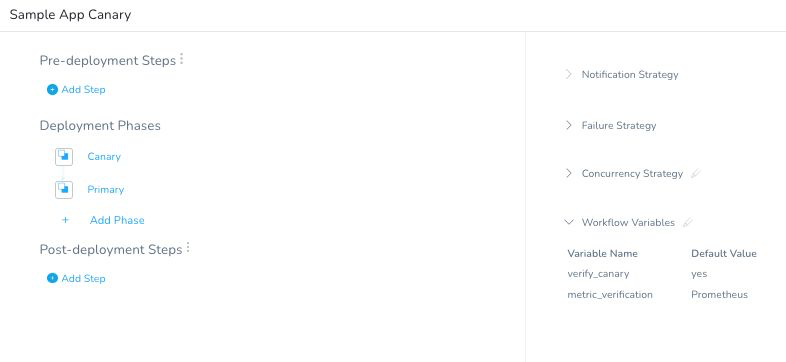 Sample App Canary
Pre-deployment Steps
Add Step
Deployment Phases
Canary
Primary
+ Add Phase
Post-deployment Steps
Add Step
Notification Strategy
Failure Strategy
Concurrency Strategy
Workflow Variables
Variable Name Default Value
verify_canary yes
metric_verification Prometheus